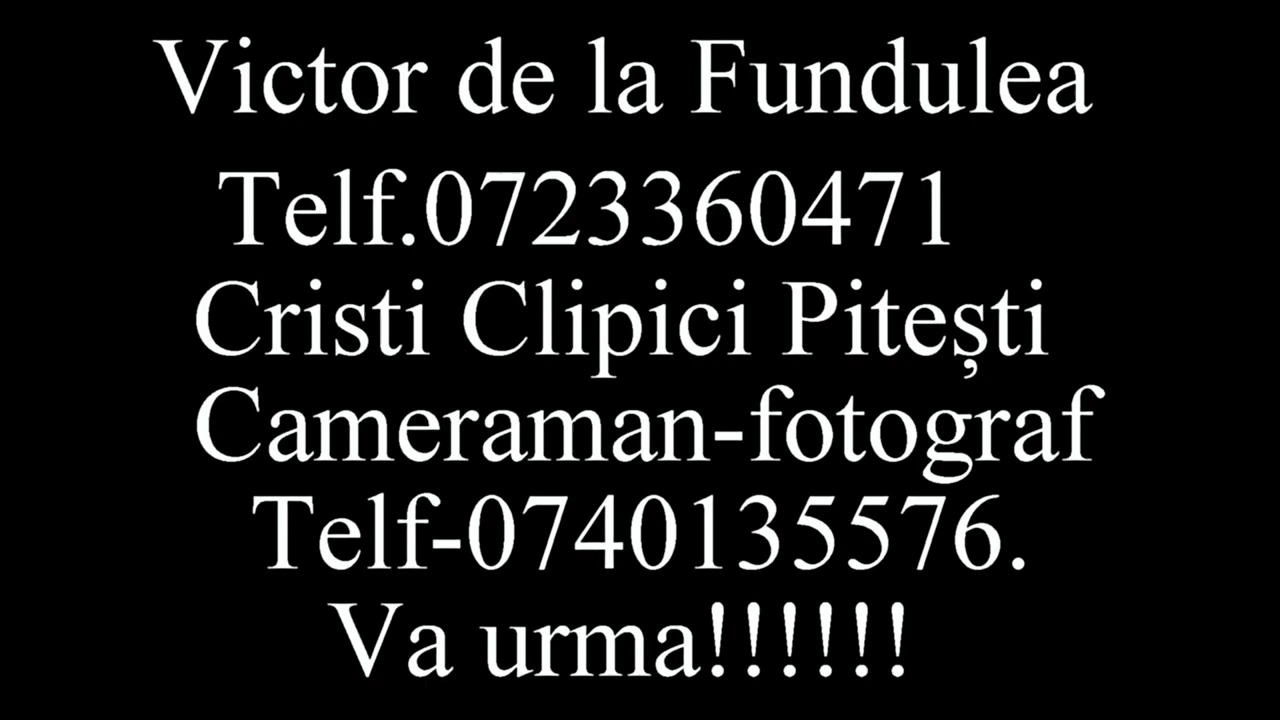 Victor de la Fundulea
Telf.0723360471
Cristi Clipici Pitești
Cameraman-fotograf
Telf-0740135576.
Va urma!!!!!!